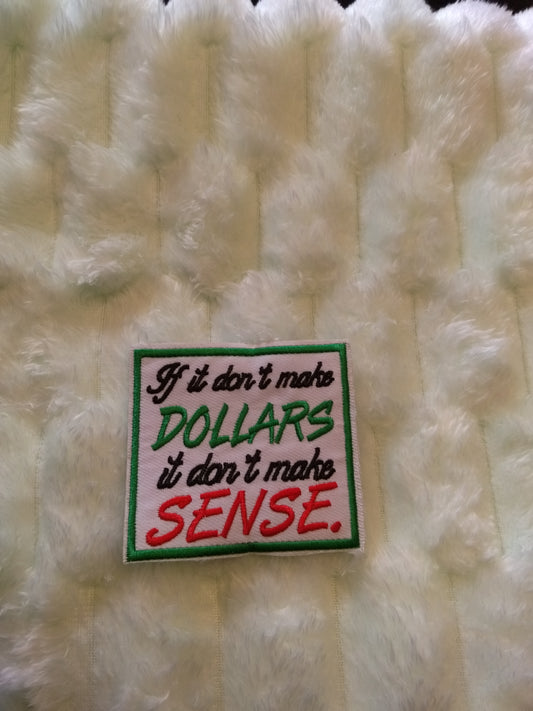 If it don't make
DOLLARS
it don't make
SENSE.